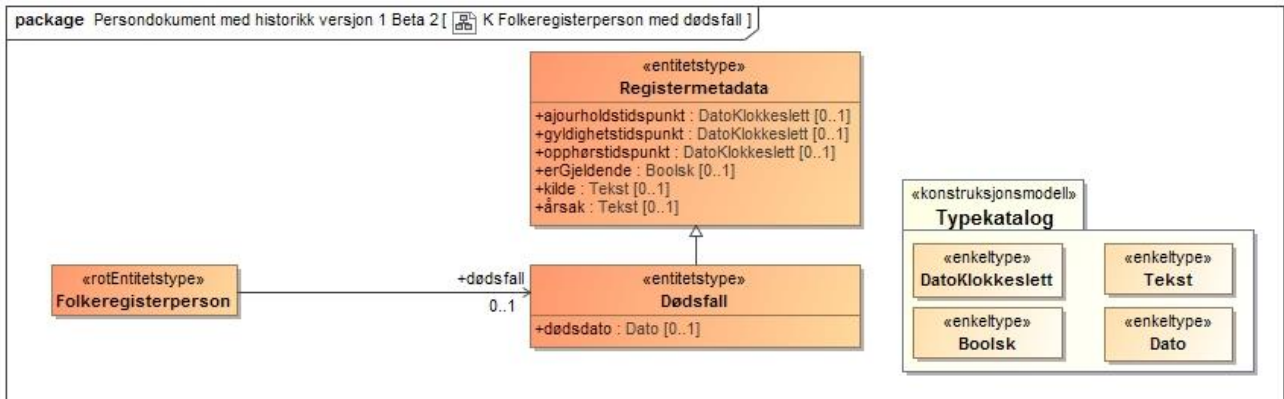 package Persondokument med historikk versjon 1 Beta 2 [ K Folkeregisterperson med dødsfall ]
«entitetstype»
Registermetadata
+ajourholdstidspunkt : DatoKlokkeslett [0..1]
+gyldighetstidspunkt : DatoKlokkeslett [0..1]
+opphørstidspunkt : DatoKlokkeslett [0..1]
+erGjeldende : Boolsk [0..1]
+kilde : Tekst [0..1]
+årsak : Tekst [0..1]
«rotEntitetstype»
Folkeregisterperson
+dødsfall
0..1
«entitetstype»
Dødsfall
+dødsdato : Dato [0..1]
«konstruksjonsmodell»
Typekatalog
«enkeltype»
DatoKlokkeslett
«enkeltype»
Tekst
«enkeltype»
Boolsk
«enkeltype»
Dato